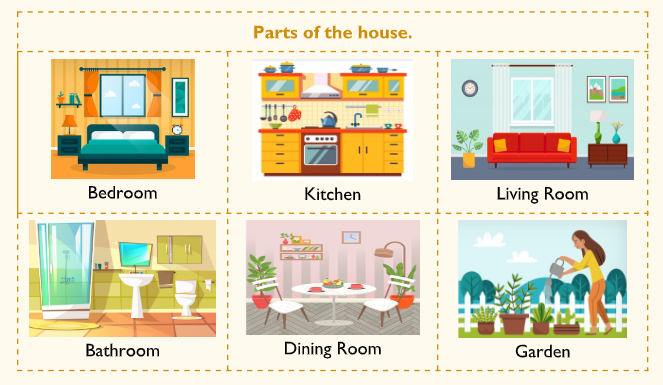 Parts of the house.
Bedroom
Kitchen
Living Room
Bathroom
Dining Room
Garden